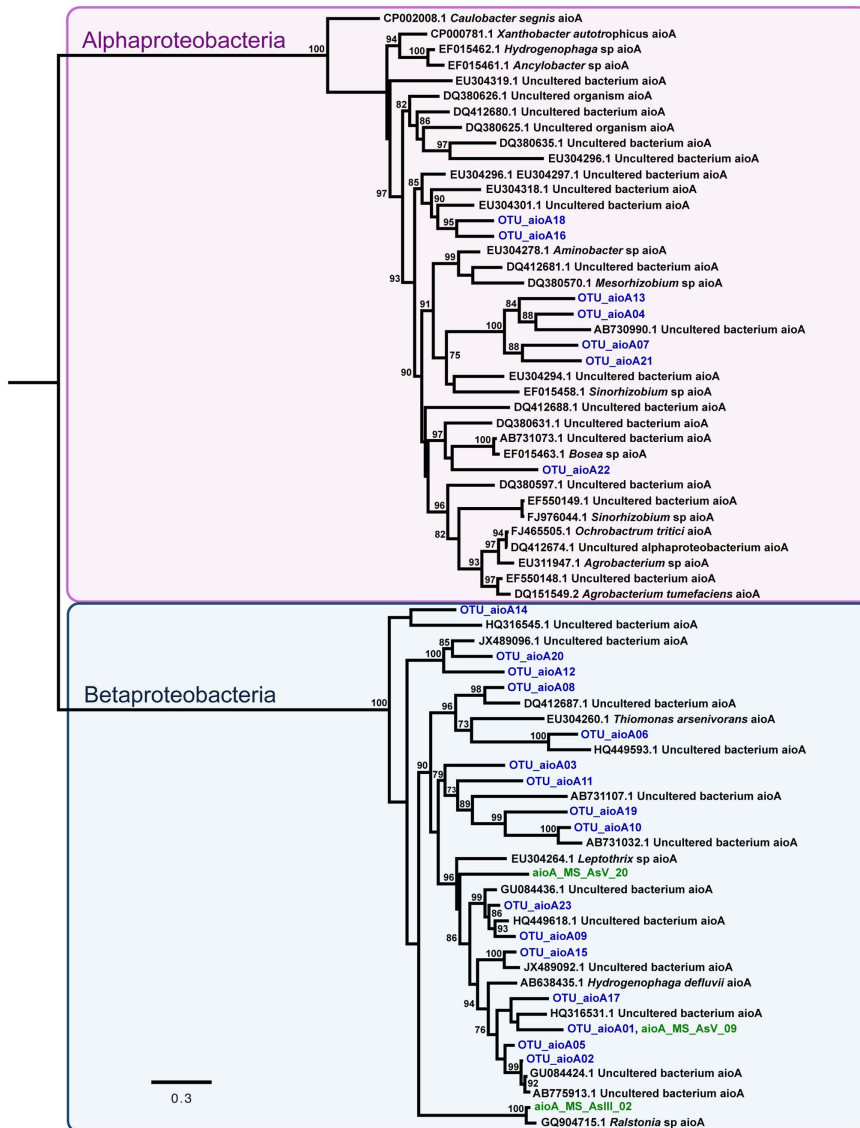 Alphaproteobacteria
CP002008.1 Caulobacter segnis aioA
CP000781.1 Xanthobacter autotrophicus aioA
94
100
EF015462.1 Hydrogenophaga sp aioA
100
EF015461.1 Ancylobacter sp aioA
EU304319.1 Uncultered bacterium aioA
DQ380626.1 Uncultered organism aioA
82
DQ412680.1 Uncultered bacterium aioA
86
DQ380625.1 Uncultered organism aioA
DQ380635.1 Uncultered bacterium aioA
97
EU304296.1 Uncultered bacterium aioA
EU304296.1 EU304297.1 Uncultered bacterium aioA
85
EU304318.1 Uncultered bacterium aioA
97
90
EU304301.1 Uncultered bacterium aioA
OTU_aioA18
95
OTU_aioA16
EU304278.1 Aminobacter sp aioA
99
DQ412681.1 Uncultered bacterium aioA
93
DQ380570.1 Mesorhizobium sp aioA
OTU_aioA13
91
84
OTU_aioA04
88
100
AB730990.1 Uncultered bacterium aioA
OTU_aioA07
88
75
OTU_aioA21
90
EU304294.1 Uncultered bacterium aioA
EF015458.1 Sinorhizobium sp aioA
DQ412688.1 Uncultered bacterium aioA
DQ380631.1 Uncultered bacterium aioA
97
AB731073.1 Uncultered bacterium aioA
100
EF015463.1 Bosea sp aioA
OTU_aioA22
DQ380597.1 Uncultered bacterium aioA
EF550149.1 Uncultered bacterium aioA
96
FJ976044.1 Sinorhizobium sp aioA
82
FJ465505.1 Ochrobactrum tritici aioA
94
DQ412674.1 Uncultured alphaproteobacterium aioA
97
EU311947.1 Agrobacterium sp aioA
93
EF550148.1 Uncultered bacterium aioA
97
DQ151549.2 Agrobacterium tumefaciens aioA
OTU_aioA14
HQ316545.1 Uncultered bacterium aioA
JX489096.1 Uncultered bacterium aioA
85
100
OTU_aioA20
OTU_aioA12
Betaproteobacteria
OTU_aioA08
98
100
DQ412687.1 Uncultered bacterium aioA
96
EU304260.1 Thiomonas arsenivorans aioA
73
OTU_aioA06
100
HQ449593.1 Uncultered bacterium aioA
OTU_aioA03
90
79
OTU_aioA11
73
AB731107.1 Uncultered bacterium aioA
89
OTU_aioA19
99
OTU_aioA10
100
AB731032.1 Uncultered bacterium aioA
EU304264.1 Leptothrix sp aioA
aioA_MS_AsV_20
96
GU084436.1 Uncultered bacterium aioA
99
OTU_aioA23
86
HQ449618.1 Uncultered bacterium aioA
93
OTU_aioA09
86
OTU_aioA15
100
JX489092.1 Uncultered bacterium aioA
AB638435.1 Hydrogenophaga defluvii aioA
OTU_aioA17
94
HQ316531.1 Uncultered bacterium aioA
76
OTU_aioA01, aioA_MS_AsV_09
OTU_aioA05
OTU_aioA02
99
GU084424.1 Uncultered bacterium aioA
92
AB775913.1 Uncultered bacterium aioA
0.3
aioA_MS_AsIII_02
100
GQ904715.1 Ralstonia sp aioA